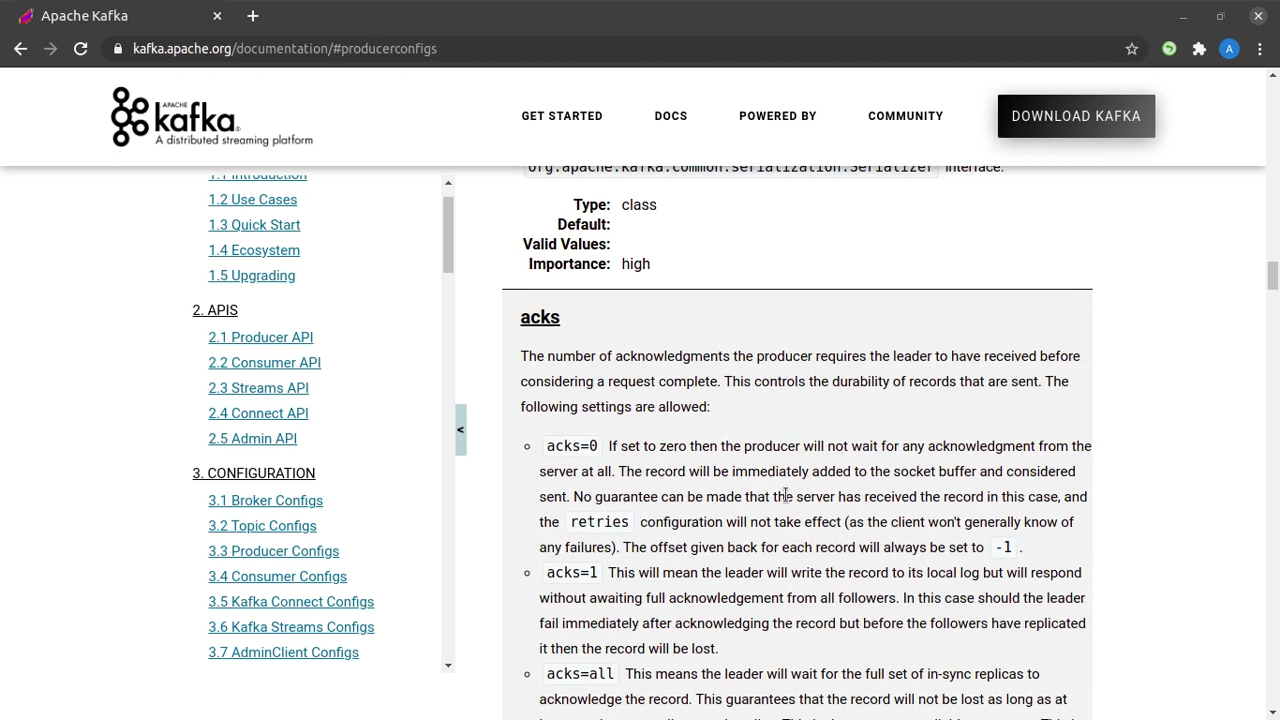 Apache Kafka
kafka.apache.org/documentation/#producerconfigs
A
APACHE
kafka®
A distributed streaming platform
GET STARTED
DOCS
POWERED BY
COMMUNITY
DOWNLOAD KAFKA
1.1 Introduction
1.2 Use Cases
1.3 Quick Start
1.4 Ecosystem
1.5 Upgrading
2. APIS
2.1 Producer API
2.2 Consumer API
2.3 Streams API
2.4 Connect API
2.5 Admin API
3. CONFIGURATION
3.1 Broker Configs
3.2 Topic Configs
3.3 Producer Configs
3.4 Consumer Configs
3.5 Kafka Connect Configs
3.6 Kafka Streams Configs
3.7 AdminClient Configs
<
org.apache.kafka.common.serialization.Serializer interface.
Type: class
Default:
Valid Values:
Importance: high
acks
The number of acknowledgments the producer requires the leader to have received before
considering a request complete. This controls the durability of records that are sent. The
following settings are allowed:
acks=0 If set to zero then the producer will not wait for any acknowledgment from the
server at all. The record will be immediately added to the socket buffer and considered
sent. No guarantee can be made that the server has received the record in this case, and
the retries configuration will not take effect (as the client won't generally know of
any failures). The offset given back for each record will always be set to -1 .
acks=1 This will mean the leader will write the record to its local log but will respond
without awaiting full acknowledgement from all followers. In this case should the leader
fail immediately after acknowledging the record but before the followers have replicated
it then the record will be lost.
acks=all This means the leader will wait for the full set of in-sync replicas to
acknowledge the record. This guarantees that the record will not be lost as long as at